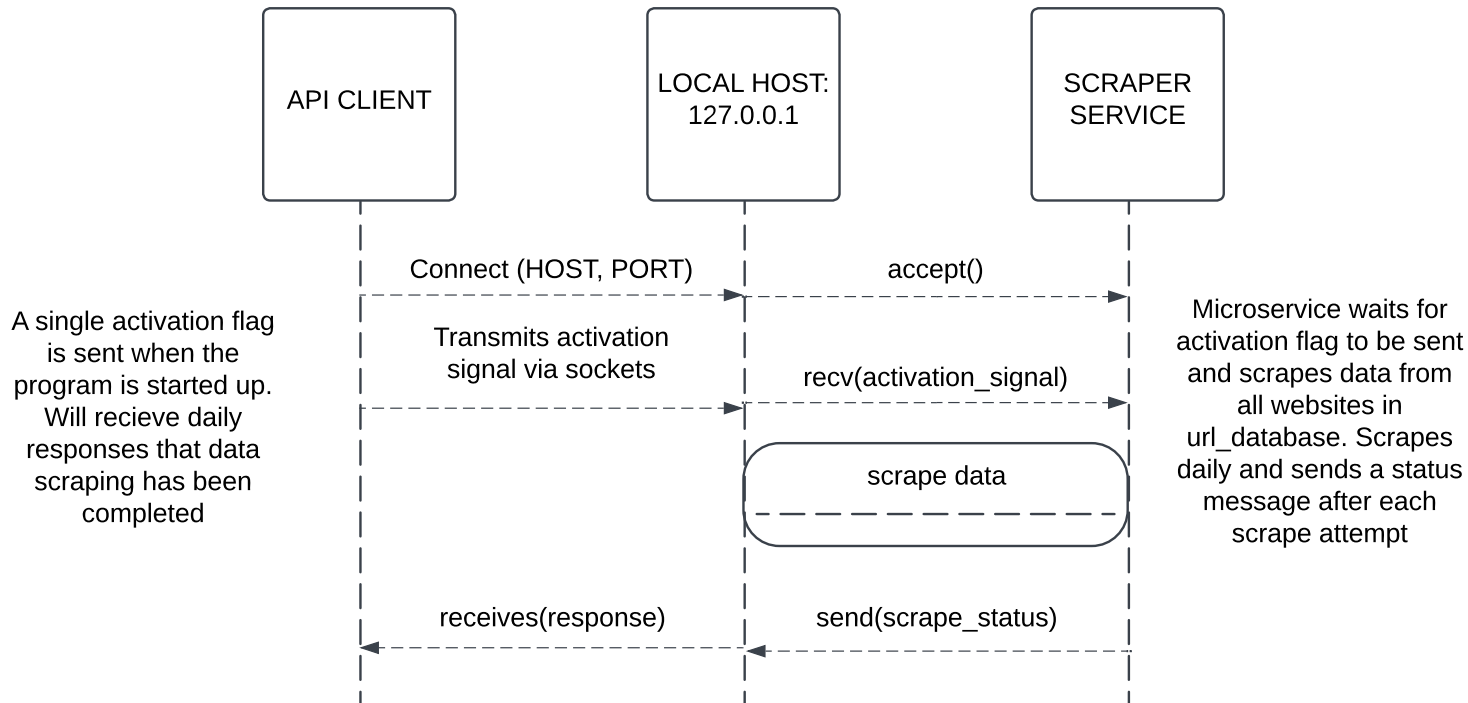 API CLIENT
LOCAL HOST:
127.0.0.1
SCRAPER
SERVICE
Connect (HOST, PORT)
accept()
A single activation flag
is sent when the
program is started up.
Will recieve daily
responses that data
scraping has been
completed
Transmits activation
signal via sockets
recv(activation_signal)
Microservice waits for
activation flag to be sent
and scrapes data from
all websites in
url_database. Scrapes
daily and sends a status
message after each
scrape attempt
scrape data
receives(response)
send(scrape_status)